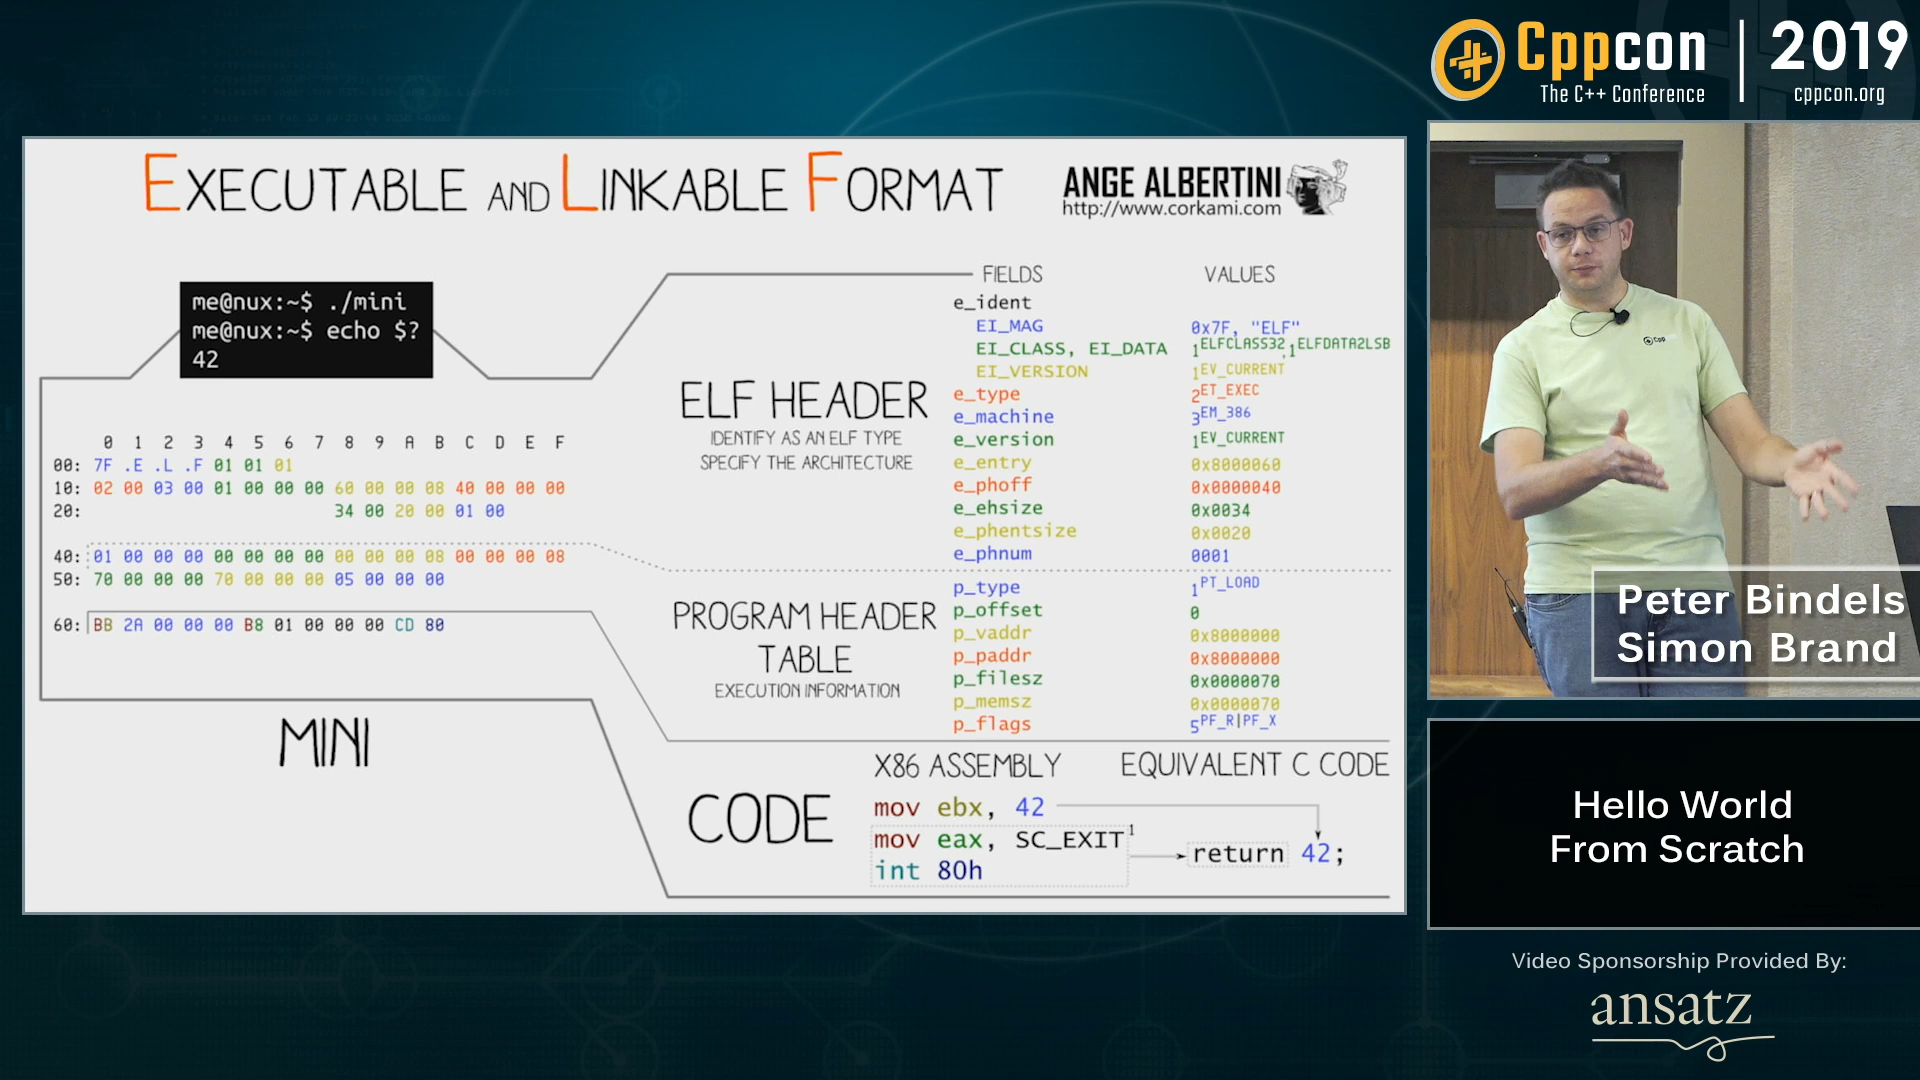 Cppcon | 2019
The C++ Conference
cppcon.org
EXECUTABLE AND LINKABLE FORMAT
ANGE ALBERTINI
http://www.corkami.com
me@nux:~$ ./mini
me@nux:~$ echo $?
42
0 1 2 3 4 5 6 7 8 9 A B C D E F
00: 7F .E .L .F 01 01 01
10: 02 00 03 00 01 00 00 00 60 00 00 08 40 00 00 00
20: 34 00 20 00 01 00
40: 01 00 00 00 00 00 00 00 00 00 00 08 00 00 00 08
50: 70 00 00 00 70 00 00 00 05 00 00 00
60: BB 2A 00 00 00 B8 01 00 00 00 CD 80
MINI
ELF HEADER
IDENTIFY AS AN ELF TYPE
SPECIFY THE ARCHITECTURE
FIELDS VALUES
e_ident
EI_MAG 0x7F, "ELF"
EI_CLASS, EI_DATA 1ELFCLASS32,1ELFDATA2LSB
EI_VERSION 1EV_CURRENT
e_type 2ET_EXEC
e_machine 3EM_386
e_version 1EV_CURRENT
e_entry 0x8000060
e_phoff 0x0000040
e_ehsize 0x0034
e_phentsize 0x0020
e_phnum 0001
PROGRAM HEADER
TABLE
EXECUTION INFORMATION
p_type 1PT_LOAD
p_offset 0
p_vaddr 0x8000000
p_paddr 0x8000000
p_filesz 0x0000070
p_memsz 0x0000070
p_flags 5PF_R|PF_X
CODE
X86 ASSEMBLY EQUIVALENT C CODE
mov ebx, 42
mov eax, SC_EXIT1
int 80h
return 42;
Cpp
Peter Bindels
Simon Brand
Hello World
From Scratch
Video Sponsorship Provided By:
ansatz